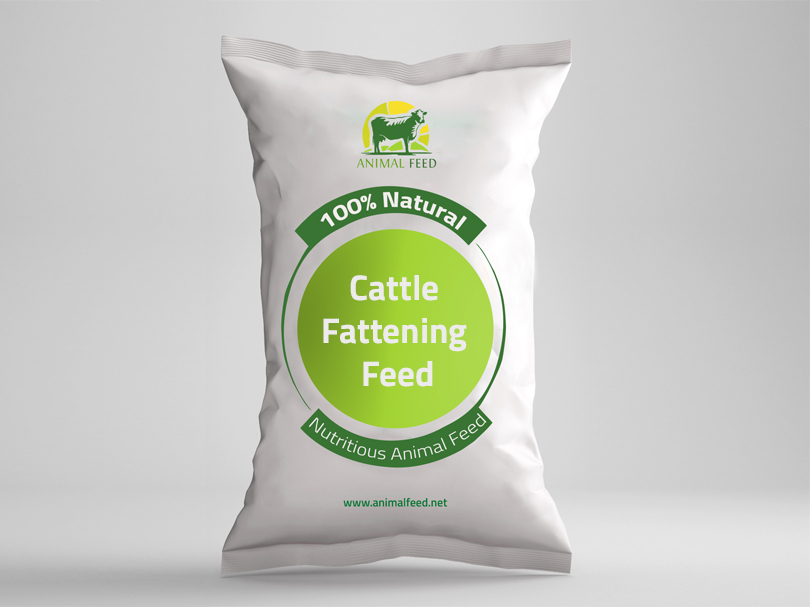 ANIMAL FEED
100% Natural
Cattle
Fattening
Feed
Nutritious Animal Feed
www.animalfeed.net